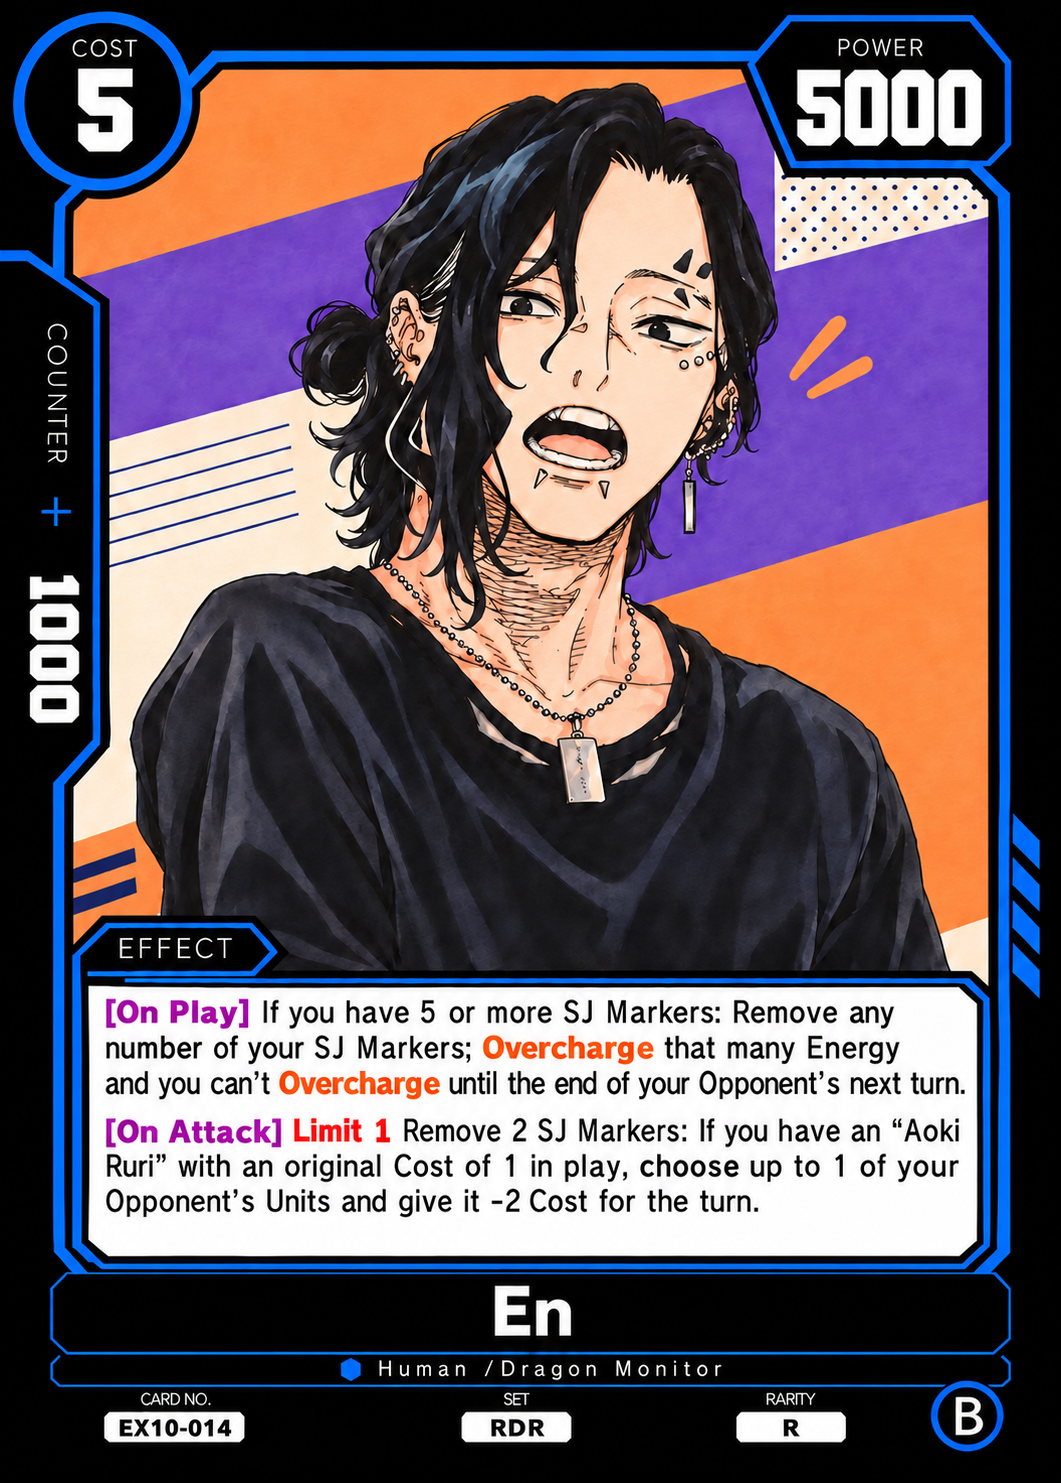 COST
5
POWER
5000
COUNTER
+
1000
EFFECT
[On Play] If you have 5 or more SJ Markers: Remove any
number of your SJ Markers; Overcharge that many Energy
and you can't Overcharge until the end of your Opponent's next turn.
[On Attack] Limit 1 Remove 2 SJ Markers: If you have an “Aoki
Ruri” with an original Cost of 1 in play, choose up to 1 of your
Opponent's Units and give it -2 Cost for the turn.
En
Human /Dragon Monitor
CARD NO.
EX10-014
SET
RDR
RARITY
R
B